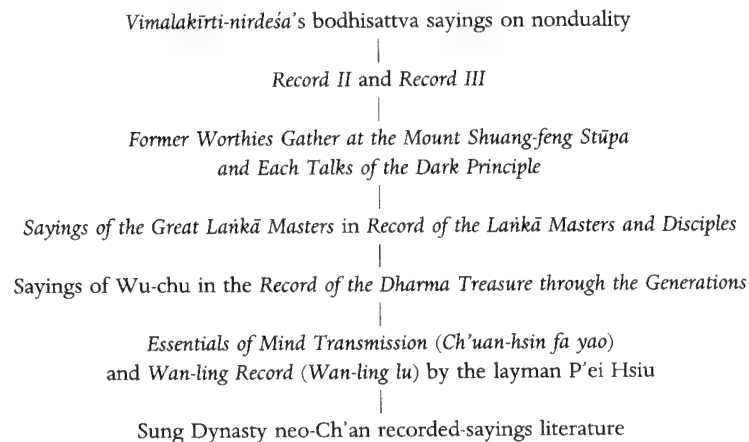 Vimalakīrti-nirdeśa's bodhisattva sayings on nonduality
Record II and Record III
Former Worthies Gather at the Mount Shuang-feng Stūpa
and Each Talks of the Dark Principle
Sayings of the Great Laṅkā Masters in Record of the Laṅkā Masters and Disciples
Sayings of Wu-chu in the Record of the Dharma Treasure through the Generations
Essentials of Mind Transmission (Ch'uan-hsin fa yao)
and Wan-ling Record (Wan-ling lu) by the layman P'ei Hsiu
Sung Dynasty neo-Ch'an recorded-sayings literature